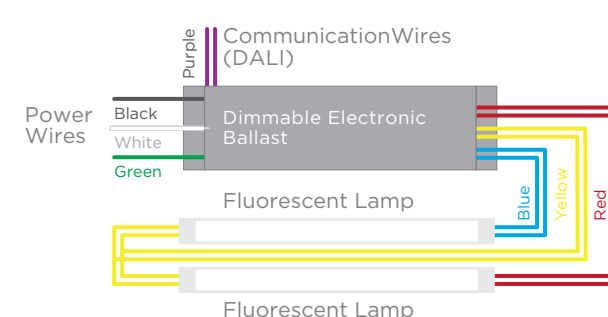 Purple
CommunicationWires
(DALI)
Power
Wires
Black
White
Green
Dimmable Electronic
Ballast
Fluorescent Lamp
Blue
Yellow
Red
Fluorescent Lamp